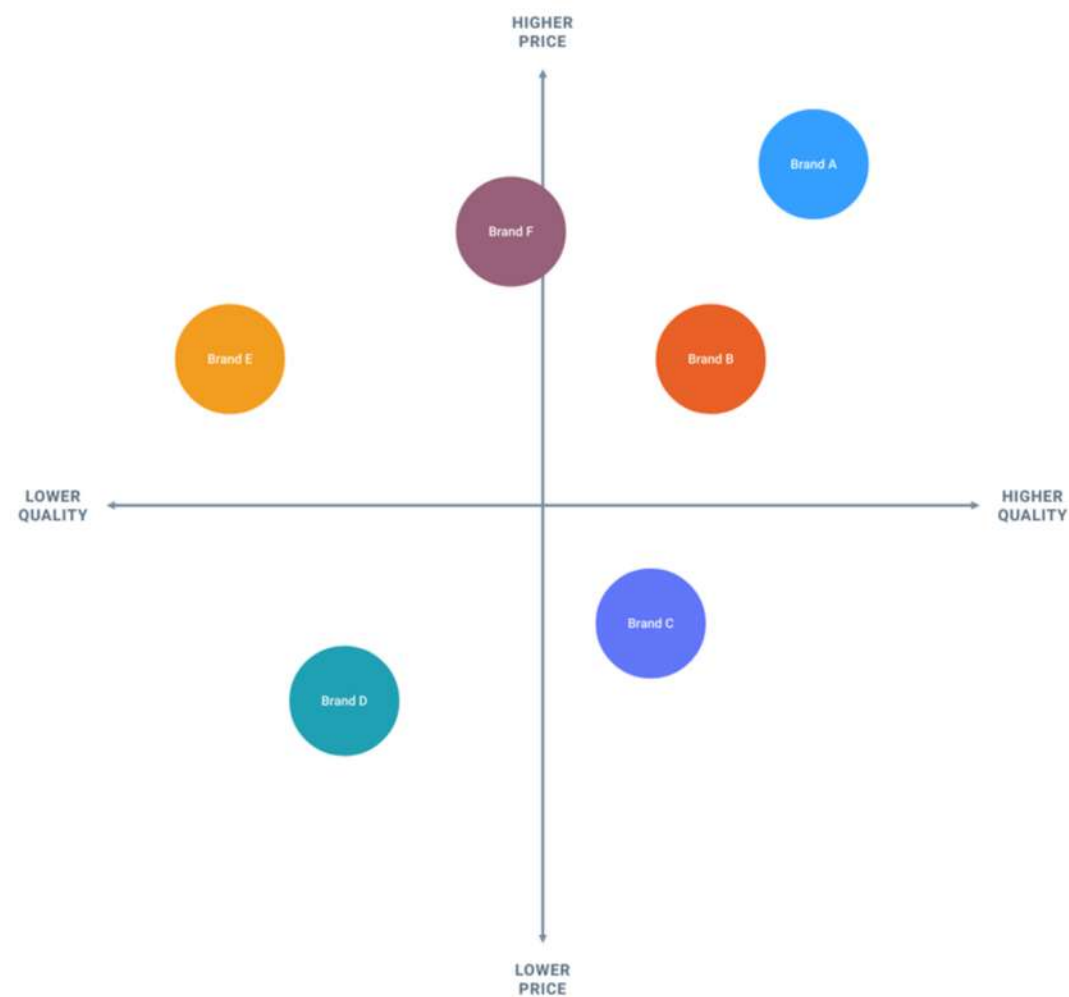 HIGHER
PRICE
Brand A
Brand F
Brand E
Brand B
LOWER
QUALITY
HIGHER
QUALITY
Brand C
Brand D
LOWER
PRICE